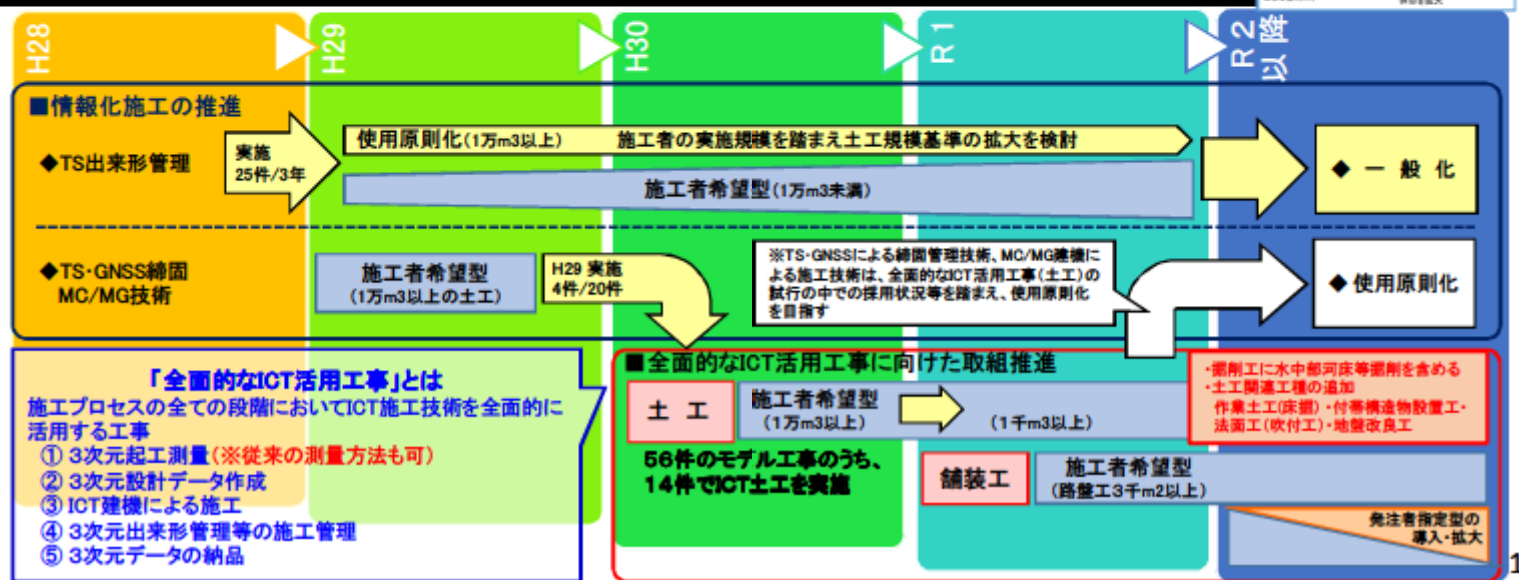 H28
H29
H30
R 1
R 2
以降
■情報化施工の推進
◆TS出来形管理
実施
25件/3年
使用原則化(1万m3以上) 施工者の実施規模を踏まえ土工規模基準の拡大を検討
施工者希望型(1万m3未満)
◆ 一 般 化
◆TS・GNSS締固
MC/MG技術
施工者希望型
(1万m3以上の土工)
H29 実施
4件/20件
※TS・GNSSによる締固管理技術、MC/MG建機に
よる施工技術は、全面的なICT活用工事(土工)の
試行の中での採用状況等を踏まえ、使用原則化
を目指す
◆ 使用原則化
「全面的なICT活用工事」とは
施工プロセスの全ての段階においてICT施工技術を全面的に
活用する工事
① 3次元起工測量(※従来の測量方法も可)
② 3次元設計データ作成
③ ICT建機による施工
④ 3次元出来形管理等の施工管理
⑤ 3次元データの納品
■全面的なICT活用工事に向けた取組推進
土 工
施工者希望型
(1万m3以上)
(1千m3以上)
・掘削工に水中部河床等掘削を含める
・土工関連工種の追加
作業土工(床掘)・付帯構造物設置工・
法面工(吹付工)・地盤改良工
56件のモデル工事のうち、
14件でICT土工を実施
舗装工
施工者希望型
(路盤工3千m2以上)
発注者指定型の
導入・拡大
1